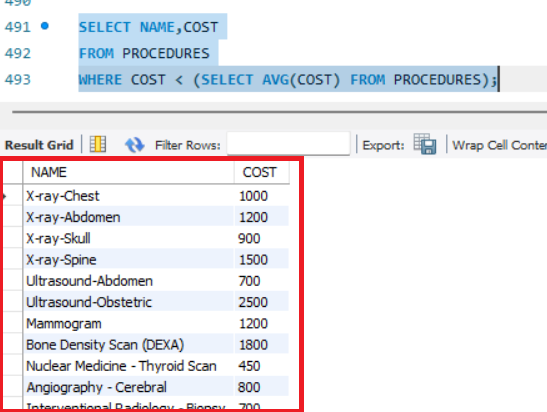 490
491 SELECT NAME,COST
492 FROM PROCEDURES
493 WHERE COST < (SELECT AVG(COST) FROM PROCEDURES);
Result Grid Filter Rows: Export: Wrap Cell Conter
NAME COST
X-ray-Chest 1000
X-ray-Abdomen 1200
X-ray-Skull 900
X-ray-Spine 1500
Ultrasound-Abdomen 700
Ultrasound-Obstetric 2500
Mammogram 1200
Bone Density Scan (DEXA) 1800
Nuclear Medicine - Thyroid Scan 450
Angiography - Cerebral 800
Interventional Radiology - Biopsy 700